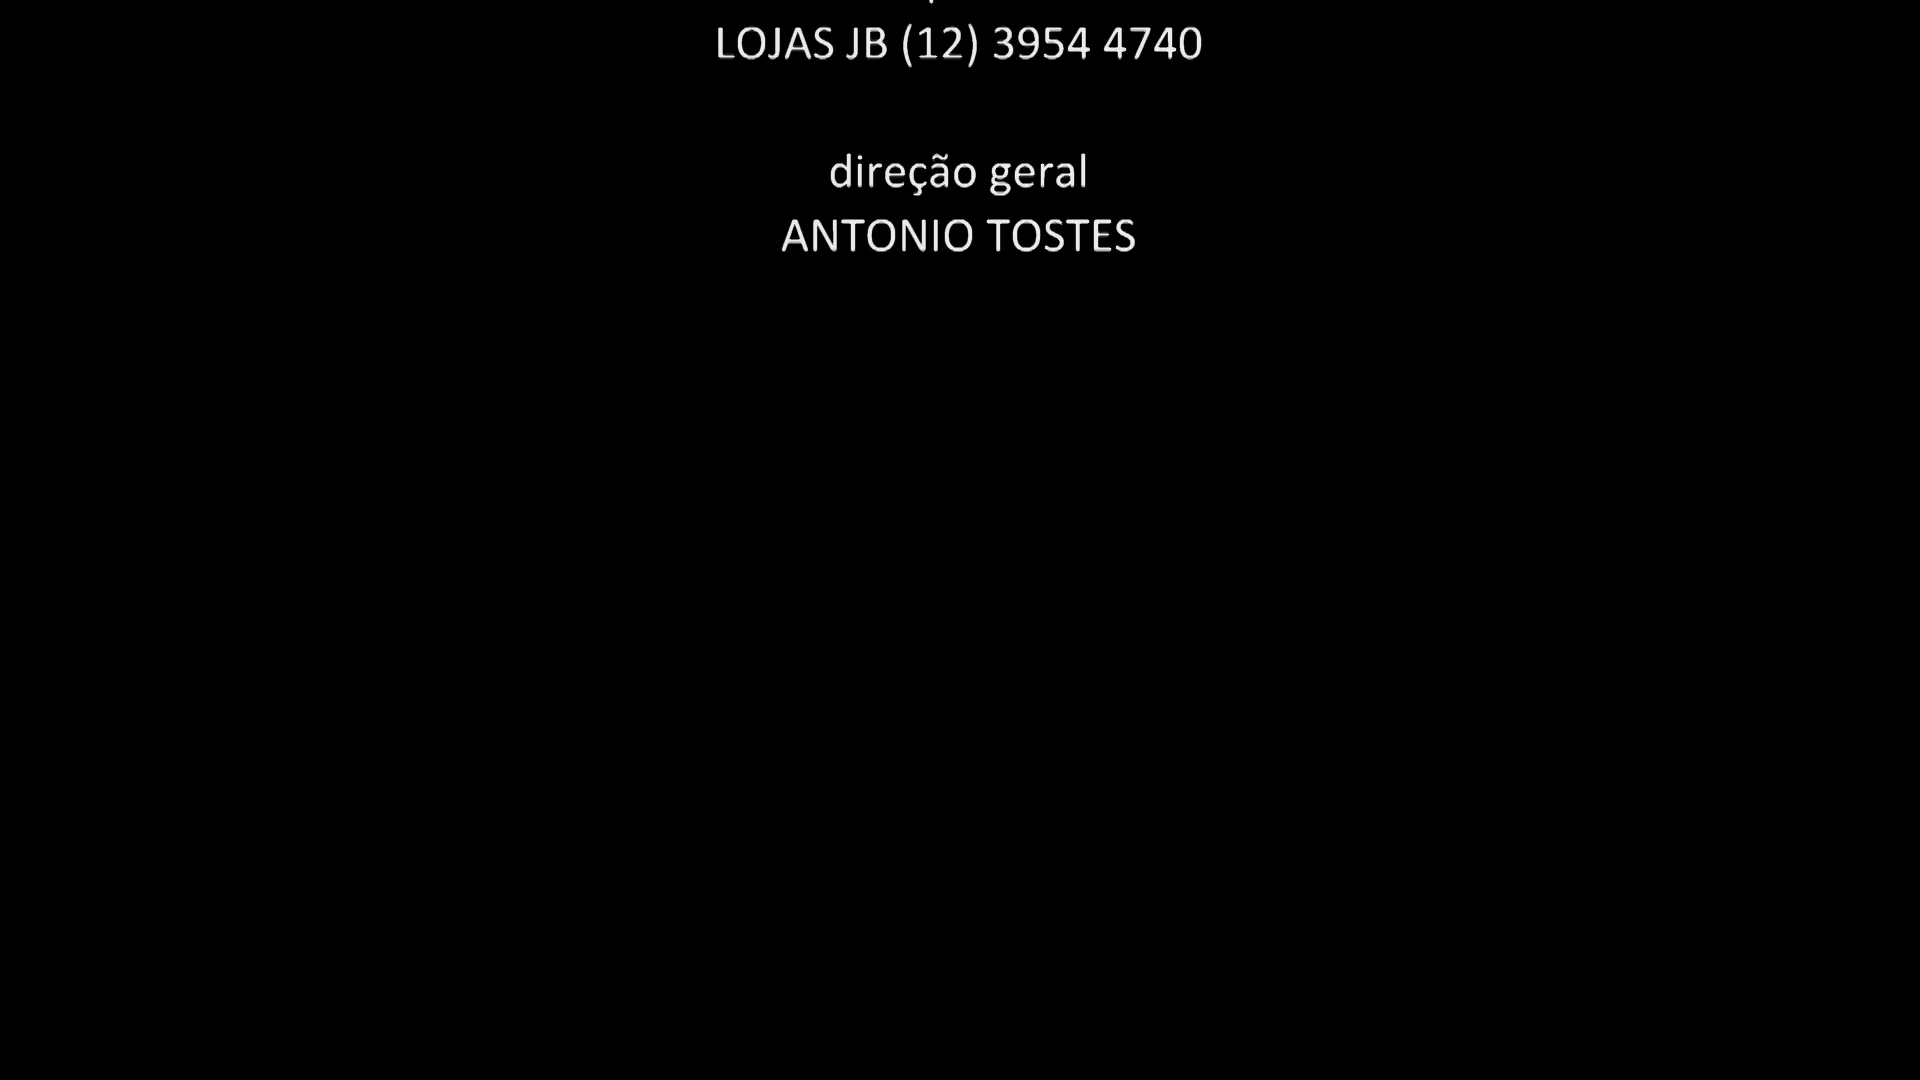 LOJAS JB (12) 3954 4740
direção geral
ANTONIO TOSTES